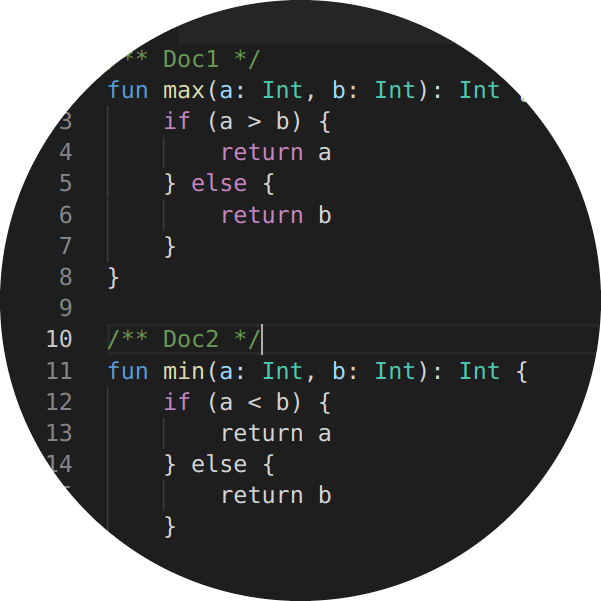 ** Doc1 */
fun max(a: Int, b: Int): Int {
3 if (a > b) {
4 return a
5 } else {
6 return b
7 }
8 }
9
10 /** Doc2 */
11 fun min(a: Int, b: Int): Int {
12 if (a < b) {
13 return a
14 } else {
return b
}